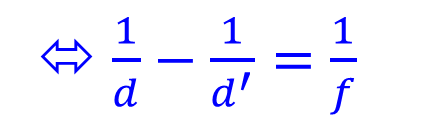 ⇔ 1/d − 1/d′ = 1/f